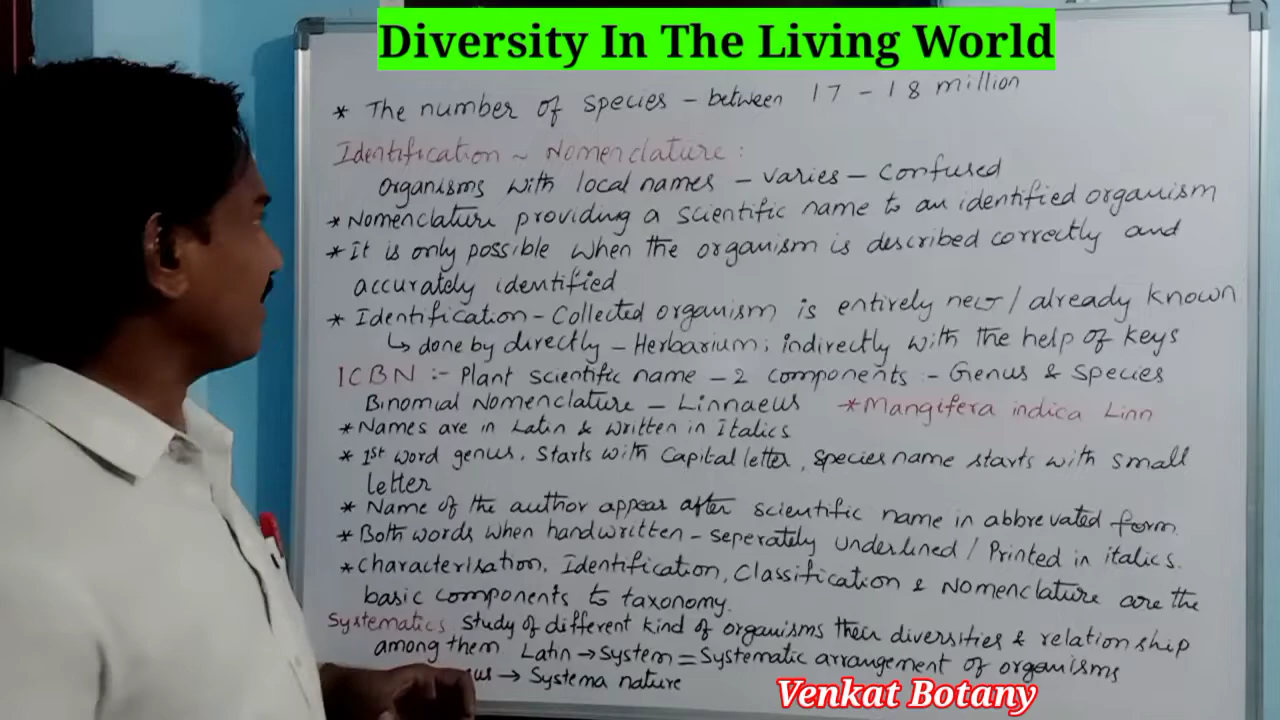 Diversity In The Living World
* The number of species - between 17 - 18 million
Identification ~ Nomenclature :
Organisms with local names - varies - confused
* Nomenclature providing a scientific name to an identified organism
* It is only possible when the organism is described correctly and
accurately identified
* Identification - Collected organism is entirely new / already known
↳ done by directly - Herbarium ; indirectly with the help of keys
ICBN :- Plant scientific name - 2 components - Genus & species
Binomial Nomenclature - Linnaeus * Mangifera indica Linn
* Names are in Latin & written in Italics
* 1st word genus, starts with capital letter, species name starts with small
letter
* Name of the author appear after scientific name in abbrevated form
* Both words when handwritten - seperately underlined / Printed in italics.
* Characterisation, Identification, Classification & Nomenclature are the
basic components to taxonomy.
Systematics study of different kind of organisms their diversities & relation ship
among them Latin → System = Systematic arrangement of organisms
us → Systema nature
Venkat Botany